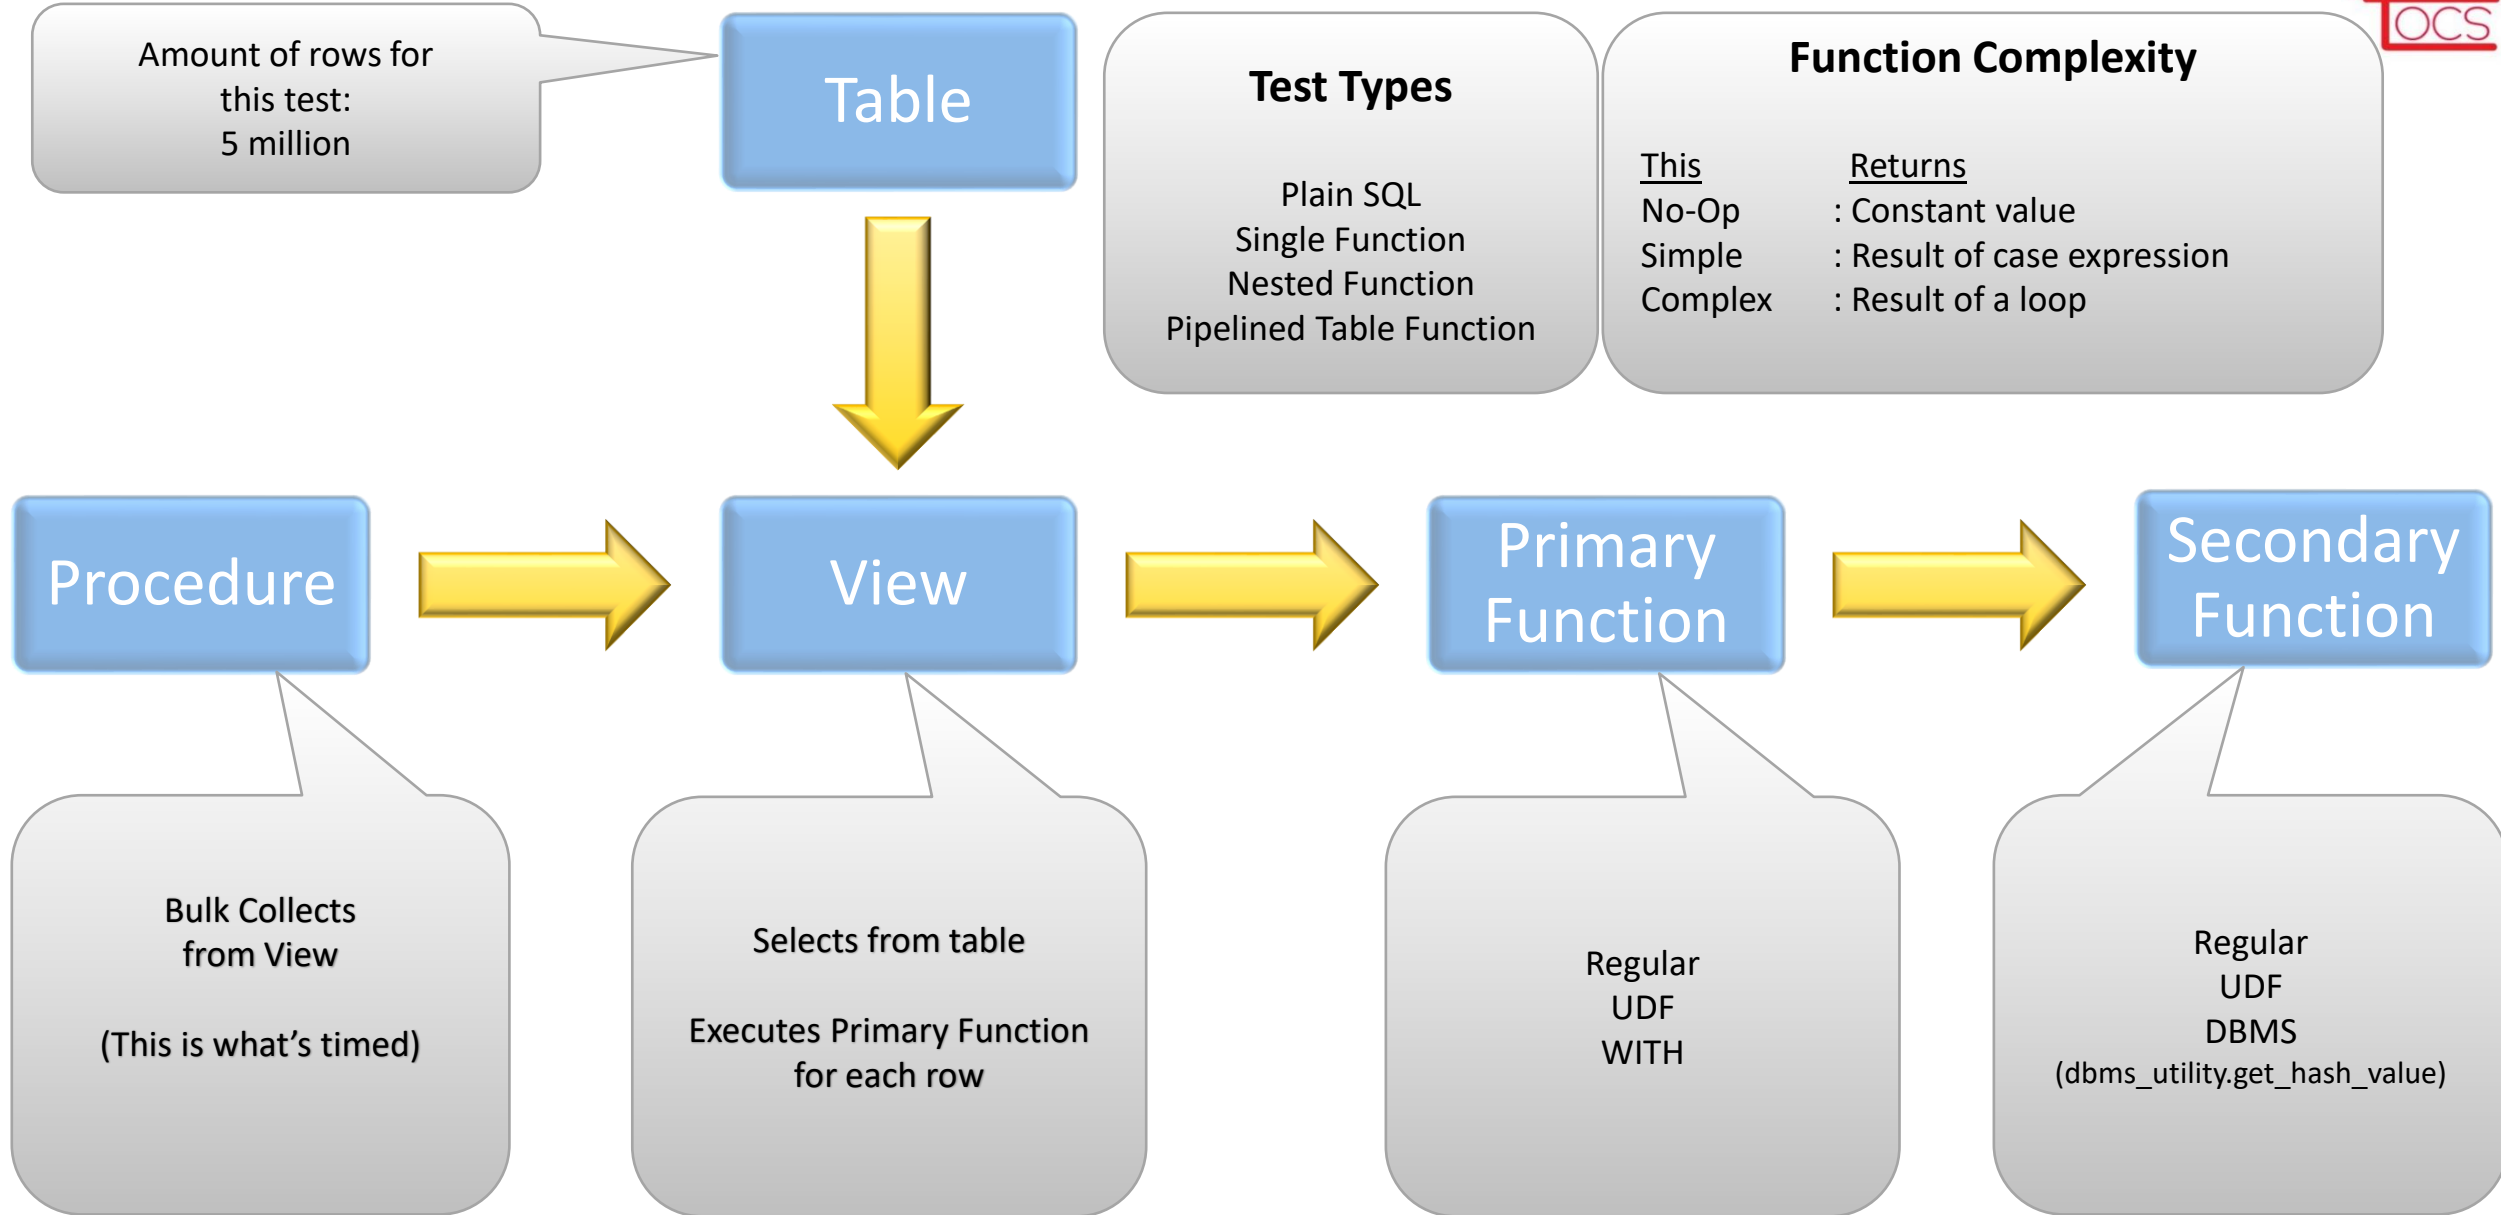 Amount of rows for
this test:
5 million
Table
Test Types
Plain SQL
Single Function
Nested Function
Pipelined Table Function
Function Complexity
This Returns
No-Op : Constant value
Simple : Result of case expression
Complex : Result of a loop
OCS
Procedure
View
Primary
Function
Secondary
Function
Bulk Collects
from View
(This is what's timed)
Selects from table
Executes Primary Function
for each row
Regular
UDF
WITH
Regular
UDF
DBMS
(dbms_utility.get_hash_value)